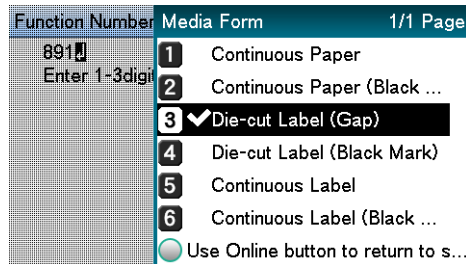 Function Number
891
Enter 1-3digi
Media Form 1/1 Page
1 Continuous Paper
2 Continuous Paper (Black ...
3 Die-cut Label (Gap)
4 Die-cut Label (Black Mark)
5 Continuous Label
6 Continuous Label (Black ...
Use Online button to return to s...